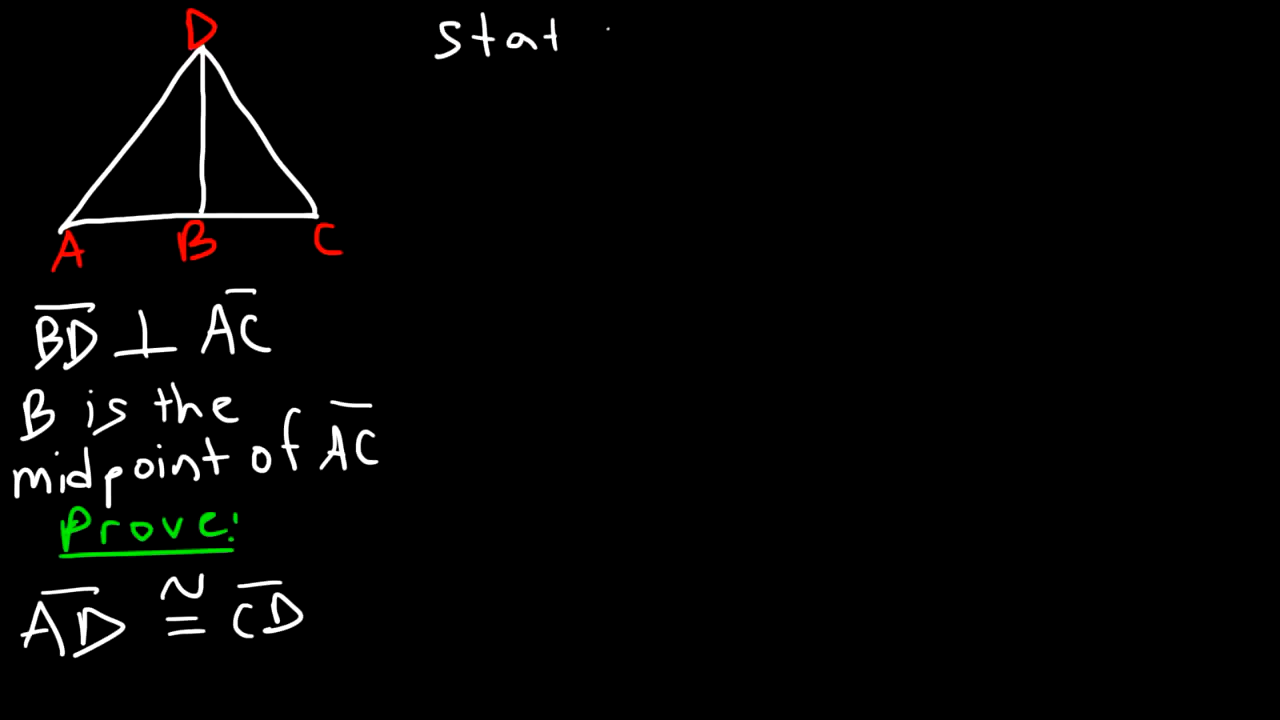 D
Stat
A B C
BD ⊥ AC
B is the
midpoint of AC
Prove:
AD ≅ CD